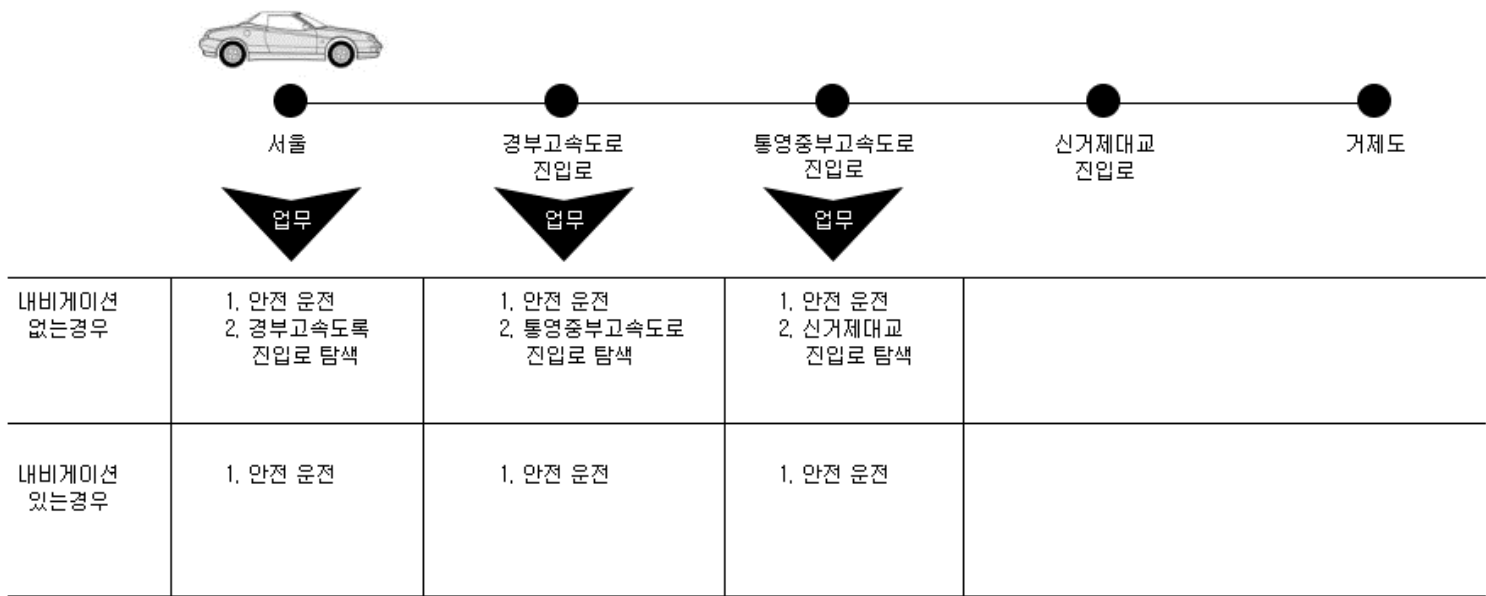 서울
경부고속도로
진입로
통영중부고속도로
진입로
신거제대교
진입로
거제도
업무
업무
업무
내비게이션
없는경우
1. 안전 운전
2. 경부고속도록
진입로 탐색
1. 안전 운전
2. 통영중부고속도로
진입로 탐색
1. 안전 운전
2. 신거제대교
진입로 탐색
내비게이션
있는경우
1. 안전 운전
1. 안전 운전
1. 안전 운전